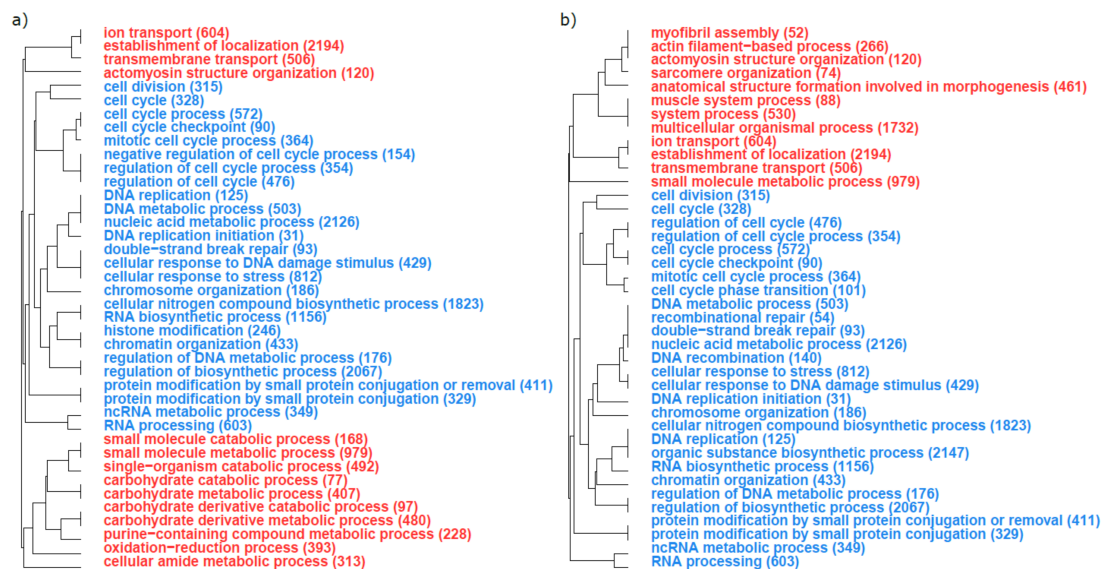 a)
ion transport (604)
establishment of localization (2194)
transmembrane transport (506)
actomyosin structure organization (120)
cell division (315)
cell cycle (328)
cell cycle process (572)
cell cycle checkpoint (90)
mitotic cell cycle process (364)
negative regulation of cell cycle process (154)
regulation of cell cycle process (354)
regulation of cell cycle (476)
DNA replication (125)
DNA metabolic process (503)
nucleic acid metabolic process (2126)
DNA replication initiation (31)
double−strand break repair (93)
cellular response to DNA damage stimulus (429)
cellular response to stress (812)
chromosome organization (186)
cellular nitrogen compound biosynthetic process (1823)
RNA biosynthetic process (1156)
histone modification (246)
chromatin organization (433)
regulation of DNA metabolic process (176)
regulation of biosynthetic process (2067)
protein modification by small protein conjugation or removal (411)
protein modification by small protein conjugation (329)
ncRNA metabolic process (349)
RNA processing (603)
small molecule catabolic process (168)
small molecule metabolic process (979)
single−organism catabolic process (492)
carbohydrate catabolic process (77)
carbohydrate metabolic process (407)
carbohydrate derivative catabolic process (97)
carbohydrate derivative metabolic process (480)
purine−containing compound metabolic process (228)
oxidation−reduction process (393)
cellular amide metabolic process (313)
b)
myofibril assembly (52)
actin filament−based process (266)
actomyosin structure organization (120)
sarcomere organization (74)
anatomical structure formation involved in morphogenesis (461)
muscle system process (88)
system process (530)
multicellular organismal process (1732)
ion transport (604)
establishment of localization (2194)
transmembrane transport (506)
small molecule metabolic process (979)
cell division (315)
cell cycle (328)
regulation of cell cycle (476)
regulation of cell cycle process (354)
cell cycle process (572)
cell cycle checkpoint (90)
mitotic cell cycle process (364)
cell cycle phase transition (101)
DNA metabolic process (503)
recombinational repair (54)
double−strand break repair (93)
nucleic acid metabolic process (2126)
DNA recombination (140)
cellular response to stress (812)
cellular response to DNA damage stimulus (429)
DNA replication initiation (31)
chromosome organization (186)
cellular nitrogen compound biosynthetic process (1823)
DNA replication (125)
organic substance biosynthetic process (2147)
RNA biosynthetic process (1156)
chromatin organization (433)
regulation of DNA metabolic process (176)
regulation of biosynthetic process (2067)
protein modification by small protein conjugation or removal (411)
protein modification by small protein conjugation (329)
ncRNA metabolic process (349)
RNA processing (603)